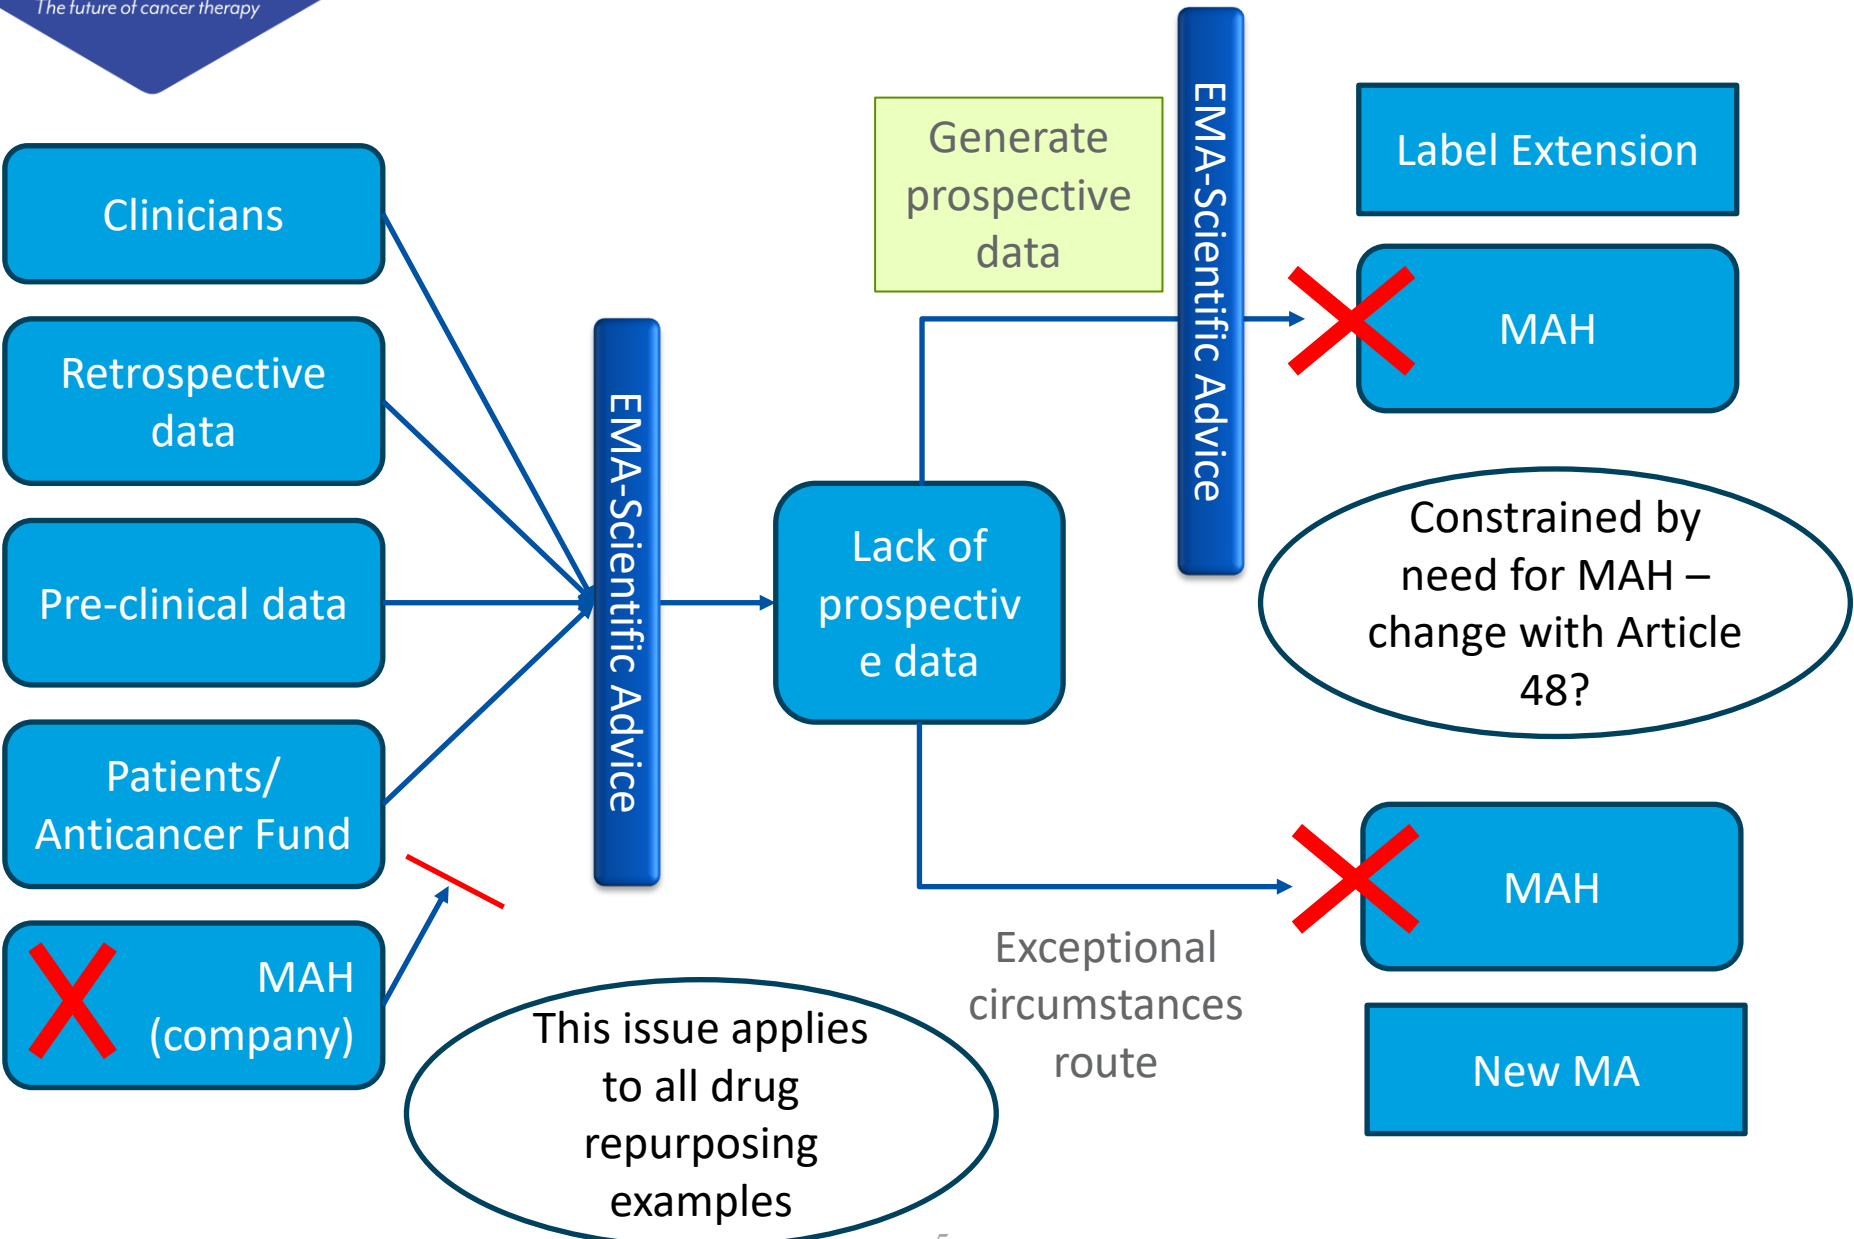 The future of cancer therapy
Clinicians
Retrospective
data
Pre-clinical data
Patients/
Anticancer Fund
MAH
(company)
EMA-Scientific Advice
This issue applies
to all drug
repurposing
examples
Lack of
prospectiv
e data
Generate
prospective
data
EMA-Scientific Advice
Exceptional
circumstances
route
Label Extension
MAH
Constrained by
need for MAH –
change with Article
48?
MAH
New MA